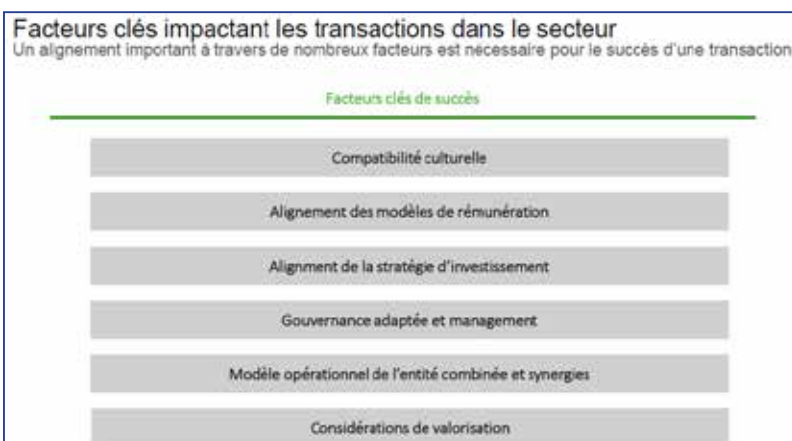 Facteurs clés impactant les transactions dans le secteur
Un alignement important à travers de nombreux facteurs est nécessaire pour le succès d'une transaction
Facteurs clés de succès
Compatibilité culturelle
Alignement des modèles de rémunération
Alignment de la stratégie d'investissement
Gouvernance adaptée et management
Modèle opérationnel de l'entité combinée et synergies
Considérations de valorisation